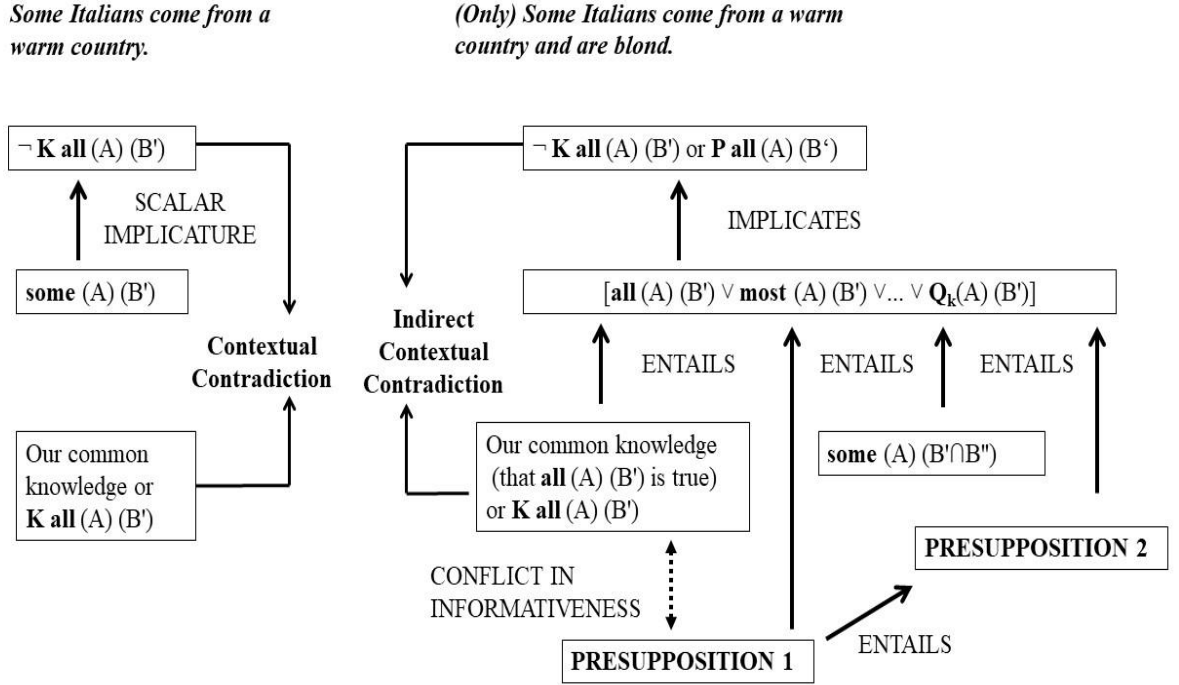 Some Italians come from a
warm country.
(Only) Some Italians come from a warm
country and are blond.
¬ K all (A) (B')
¬ K all (A) (B') or P all (A) (B‘)
SCALAR
IMPLICATURE
IMPLICATES
some (A) (B')
[all (A) (B') ∨ most (A) (B') ∨... ∨ Qk(A) (B')]
Contextual
Contradiction
Indirect
Contextual
Contradiction
ENTAILS
ENTAILS
ENTAILS
Our common
knowledge or
K all (A) (B')
Our common knowledge
(that all (A) (B') is true)
or K all (A) (B')
some (A) (B'∩B'')
PRESUPPOSITION 2
CONFLICT IN
INFORMATIVENESS
ENTAILS
PRESUPPOSITION 1